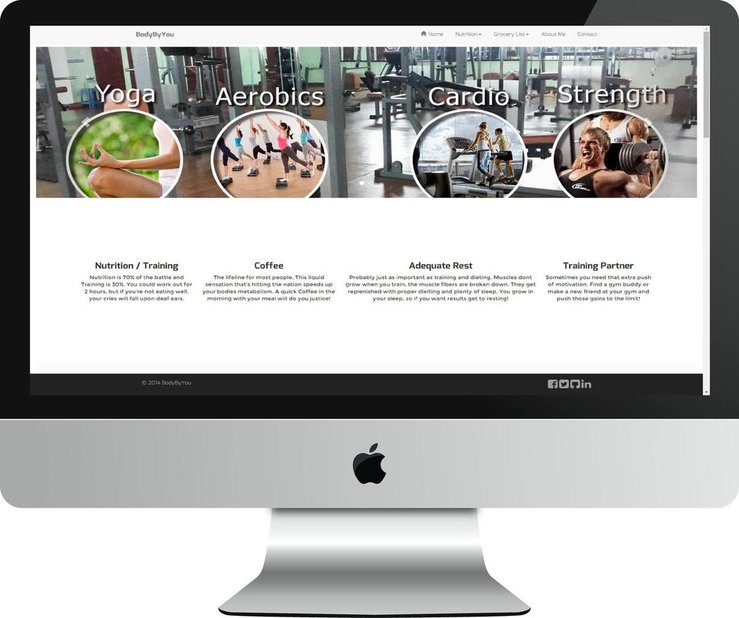 BodyByYou
Home Nutrition Grocery List About Me Contact
Yoga Aerobics Cardio Strength
Nutrition / Training
Nutrition is 70% of the battle and
Training is 30%. You could work out for
2 hours, but if you're not eating well,
your cries will fall upon deaf ears.
Coffee
The lifeline for most people. This liquid
sensation that's hitting the nation speeds up
your bodies metabolism. A quick Coffee in the
morning with your meal will do you justice!
Adequate Rest
Probably just as important as training and dieting. Muscles dont
grow when you train, the muscle fibers are broken down. They get
replenished with proper dieiting and plenty of sleep. You grow in
your sleep, so if you want results get to resting!
Training Partner
Sometimes you need that extra push
of motivation. Find a gym buddy or
make a new friend at your gym and
push those gains to the limit!
© 2014 BodyByYou